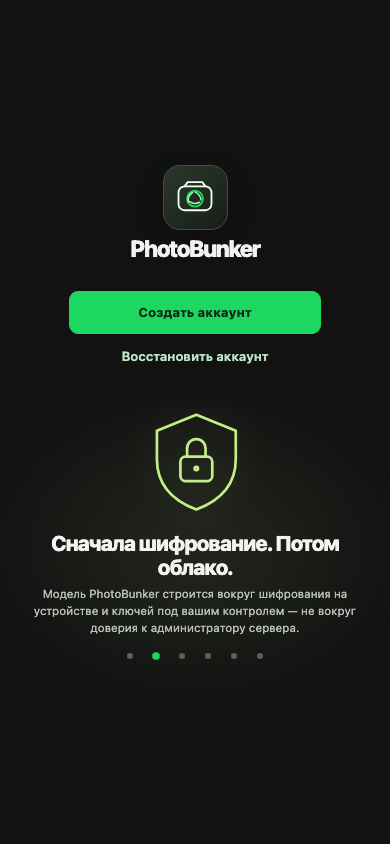 PhotoBunker
Создать аккаунт
Восстановить аккаунт
Сначала шифрование. Потом
облако.
Модель PhotoBunker строится вокруг шифрования на
устройстве и ключей под вашим контролем — не вокруг
доверия к администратору сервера.